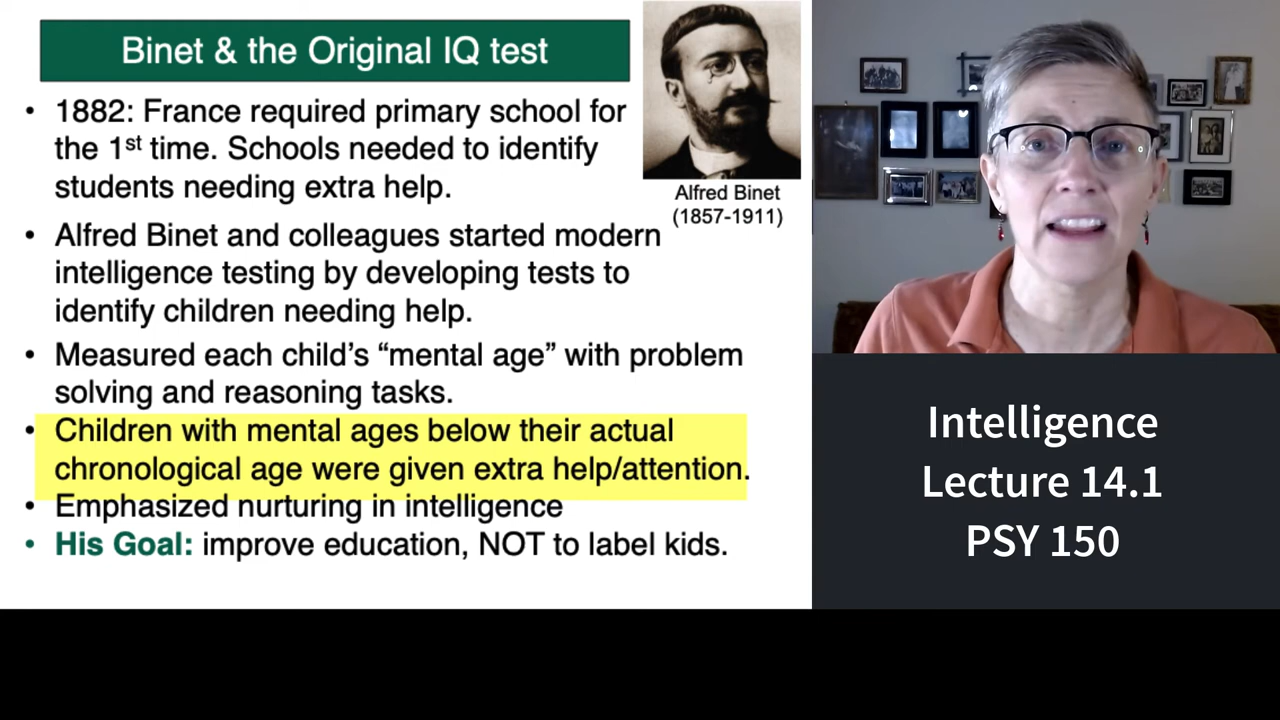 Binet & the Original IQ test
• 1882: France required primary school for
the 1st time. Schools needed to identify
students needing extra help.
Alfred Binet
(1857-1911)
• Alfred Binet and colleagues started modern
intelligence testing by developing tests to
identify children needing help.
• Measured each child’s “mental age” with problem
solving and reasoning tasks.
• Children with mental ages below their actual
chronological age were given extra help/attention.
• Emphasized nurturing in intelligence
• His Goal: improve education, NOT to label kids.
Intelligence
Lecture 14.1
PSY 150